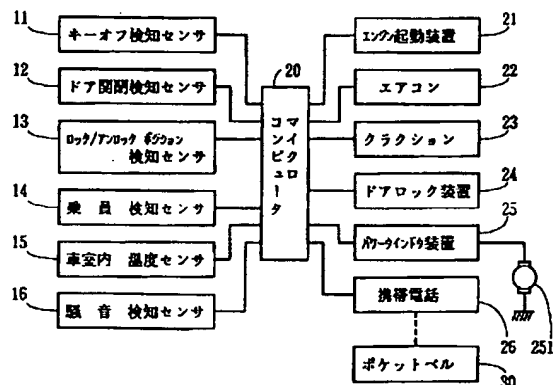 11
キーオフ検知センサ
12
ドア開閉検知センサ
13
ロック/アンロック ポジション
検知センサ
14
乗員 検知センサ
15
車室内 温度センサ
16
騒音 検知センサ
20
マイクロ
コンピュータ
21
エンジン起動装置
22
エアコン
23
クラクション
24
ドアロック装置
25
パワーウインドウ装置
251
携帯電話
26
ポケットベル
30